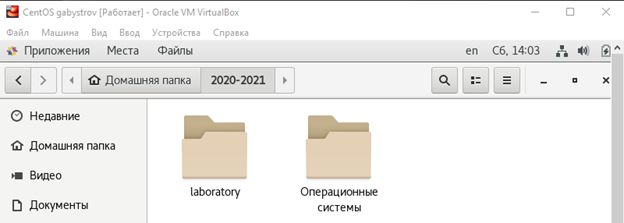 CentOS gabystrov [Работает] - Oracle VM VirtualBox
Файл Машина Вид Ввод Устройства Справка
Приложения Места Файлы en Сб, 14:03
Домашняя папка 2020-2021
Недавние
Домашняя папка
Видео
Документы
laboratory
Операционные
системы